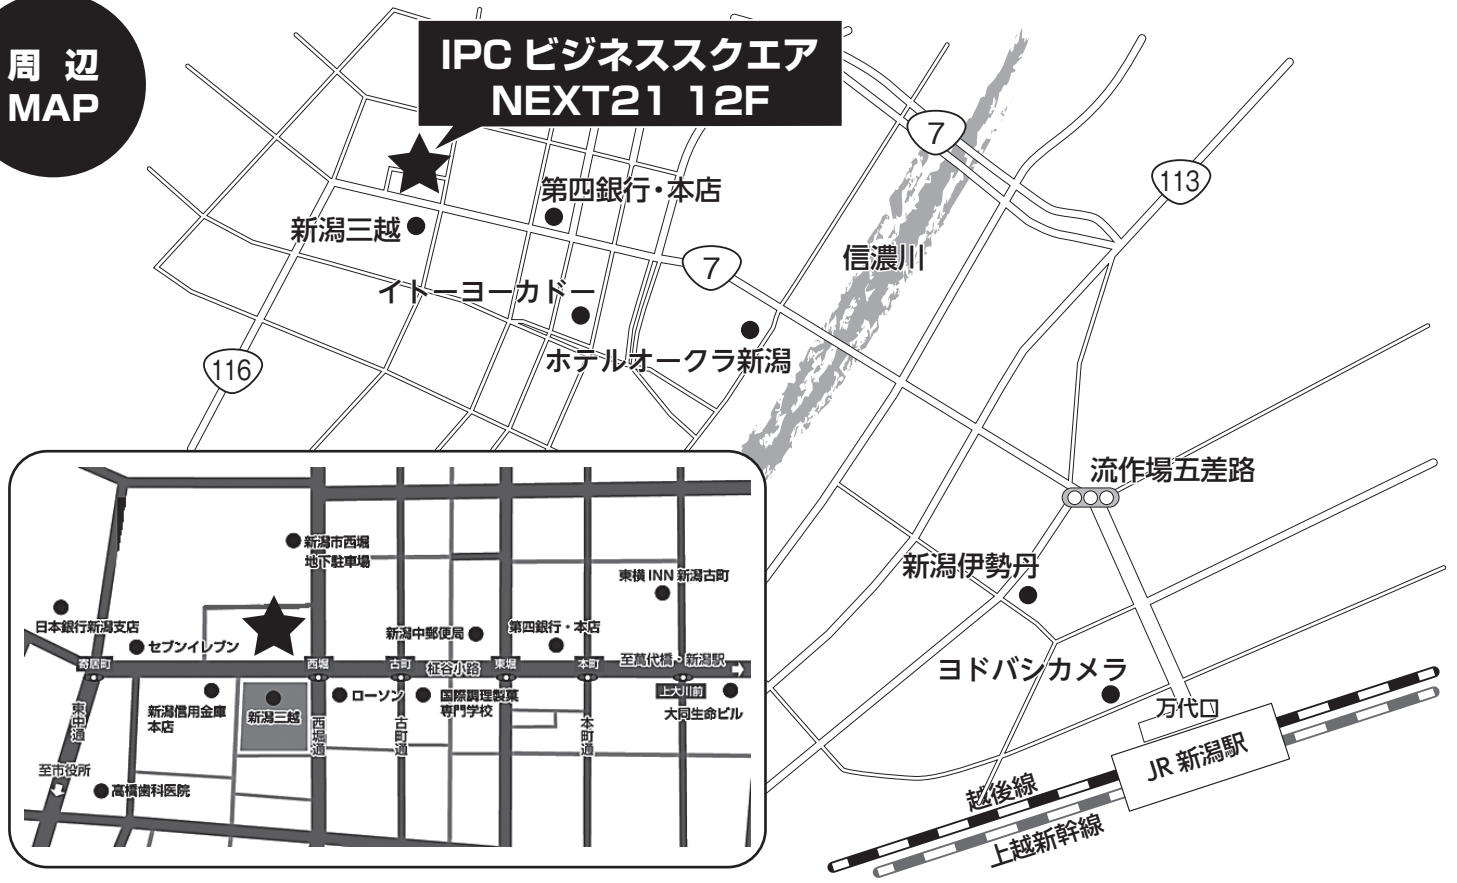 周辺
MAP
IPC ビジネススクエア
NEXT21 12F
7
113
第四銀行・本店
新潟三越
信濃川
7
イトーヨーカドー
ホテルオークラ新潟
116
流作場五差路
新潟伊勢丹
ヨドバシカメラ
万代口
JR 新潟駅
越後線
上越新幹線
新潟市西堀
地下駐車場
東横 INN 新潟古町
日本銀行新潟支店
セブンイレブン
新潟中郵便局
第四銀行・本店
寄居町
西堀
古町
柾谷小路
東堀
本町
至萬代橋・新潟駅
上大川前
新潟信用金庫
本店
新潟三越
ローソン
国際調理製菓
専門学校
大同生命ビル
東中通
西堀通
古町通
本町通
至市役所
高橋歯科医院